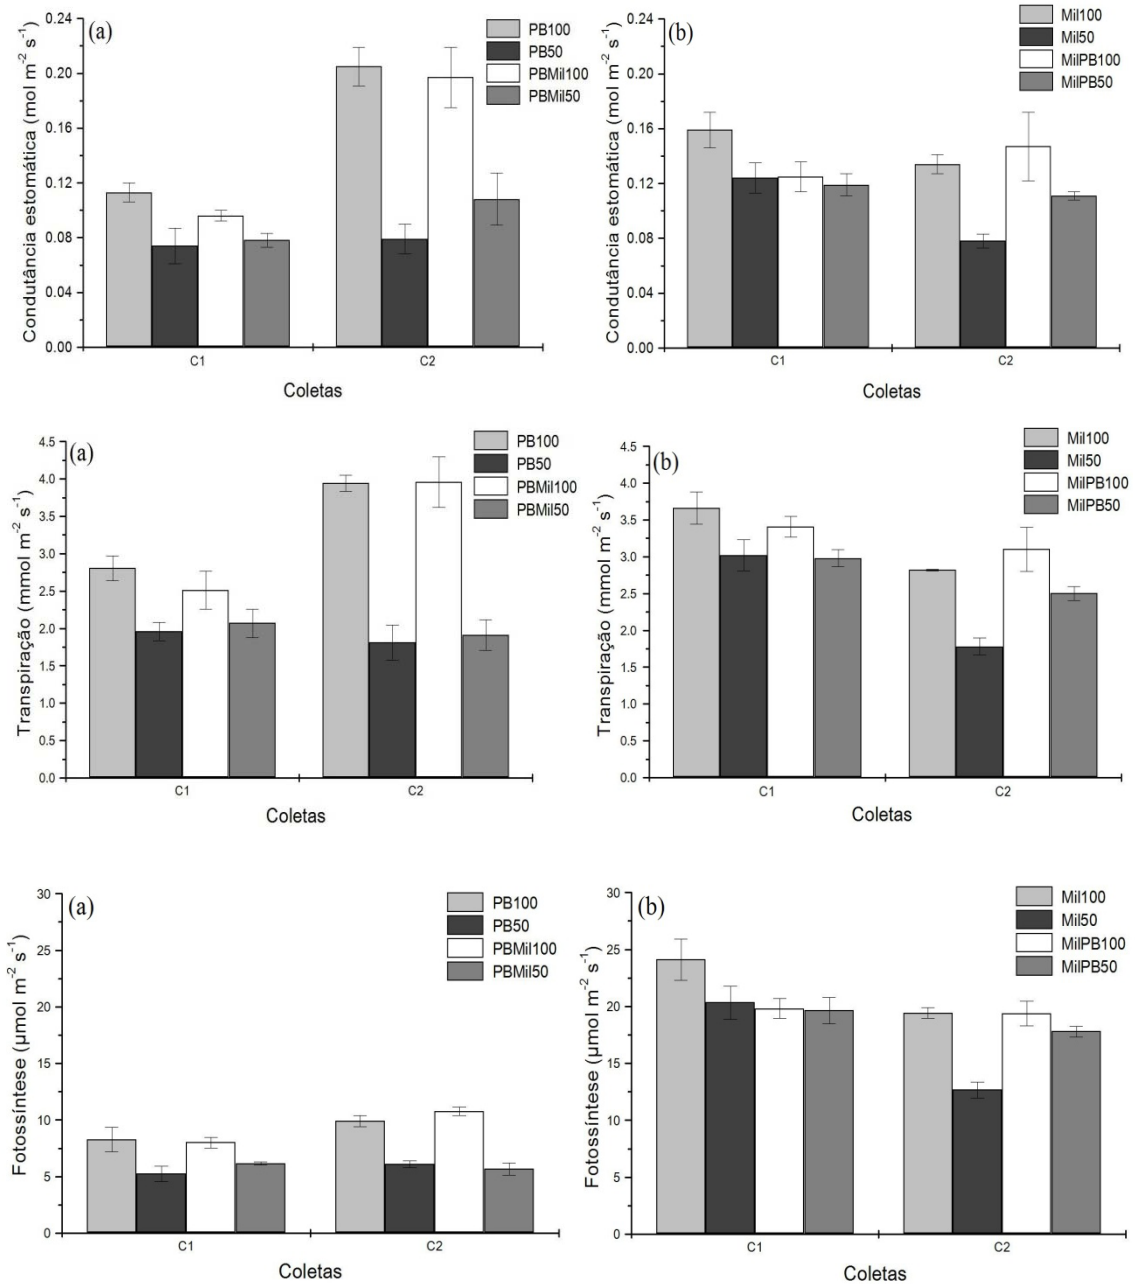 (a)
PB100
PB50
PBMil100
PBMil50
Condutância estomática (mol m⁻² s⁻¹)
0.24
0.20
0.16
0.12
0.08
0.04
0.00
C1
C2
Coletas
(b)
Mil100
Mil50
MilPB100
MilPB50
Condutância estomática (mol m⁻² s⁻¹)
0.24
0.20
0.16
0.12
0.08
0.04
0.00
C1
C2
Coletas
(a)
PB100
PB50
PBMil100
PBMil50
Transpiração (mmol m⁻² s⁻¹)
4.5
4.0
3.5
3.0
2.5
2.0
1.5
1.0
0.5
0.0
C1
C2
Coletas
(b)
Mil100
Mil50
MilPB100
MilPB50
Transpiração (mmol m⁻² s⁻¹)
4.5
4.0
3.5
3.0
2.5
2.0
1.5
1.0
0.5
0.0
C1
C2
Coletas
(a)
PB100
PB50
PBMil100
PBMil50
Fotossíntese (μmol m⁻² s⁻¹)
30
25
20
15
10
5
0
C1
C2
Coletas
(b)
Mil100
Mil50
MilPB100
MilPB50
Fotossíntese (μmol m⁻² s⁻¹)
30
25
20
15
10
5
0
C1
C2
Coletas